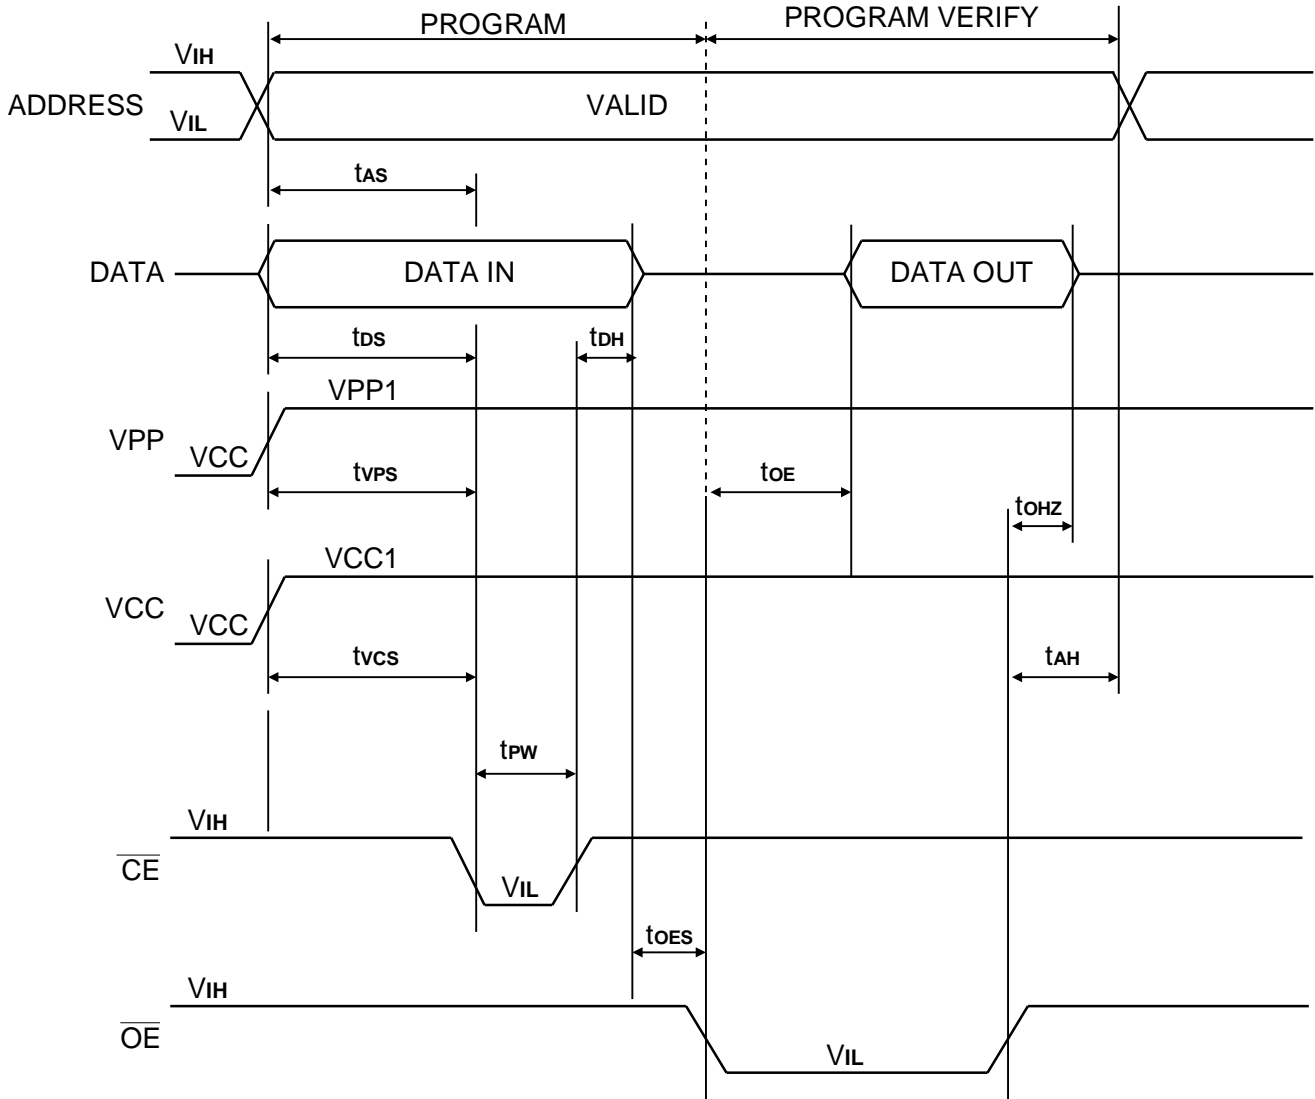 PROGRAM
PROGRAM VERIFY
VIH
ADDRESS
VALID
VIL
tAS
DATA
DATA IN
DATA OUT
tDS
tDH
VPP1
VPP
VCC
tVPS
tOE
tOHZ
VCC1
VCC
VCC
tVCS
tAH
tPW
VIH
CE
VIL
tOES
VIH
OE
VIL